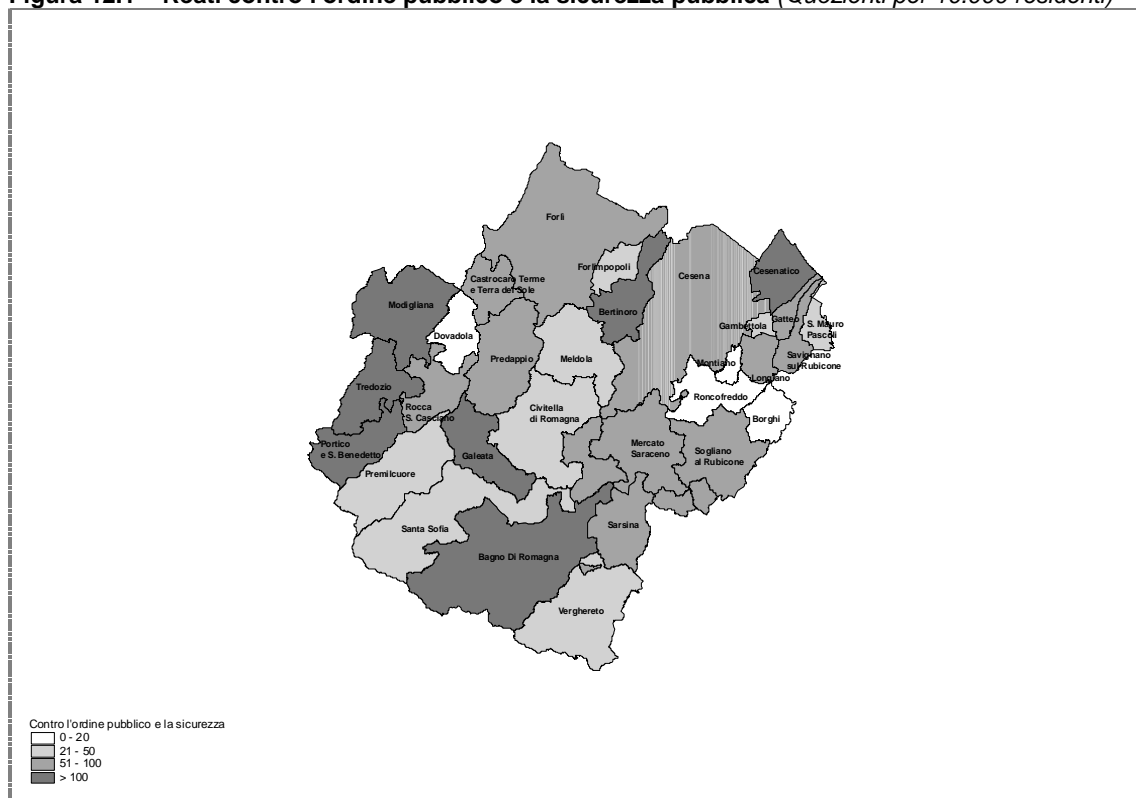 Figura 12.1 – Reati contro l'ordine pubblico e la sicurezza pubblica (Quozienti per 10.000 residenti)
Forlì
Forlimpopoli
Cesena
Cesenatico
Castrocaro Terme
e Terra del Sole
Modigliana
Bertinoro
Gatteo
S. Mauro
Pascoli
Gambettola
Dovadola
Predappio
Meldola
Savignano
sul Rubicone
Montiano
Longiano
Tredozio
Roncofreddo
Rocca
S. Casciano
Civitella
di Romagna
Borghi
Portico
e S. Benedetto
Galeata
Mercato
Saraceno
Sogliano
al Rubicone
Premilcuore
Santa Sofia
Sarsina
Bagno Di Romagna
Verghereto
Contro l'ordine pubblico e la sicurezza
0 - 20
21 - 50
51 - 100
> 100